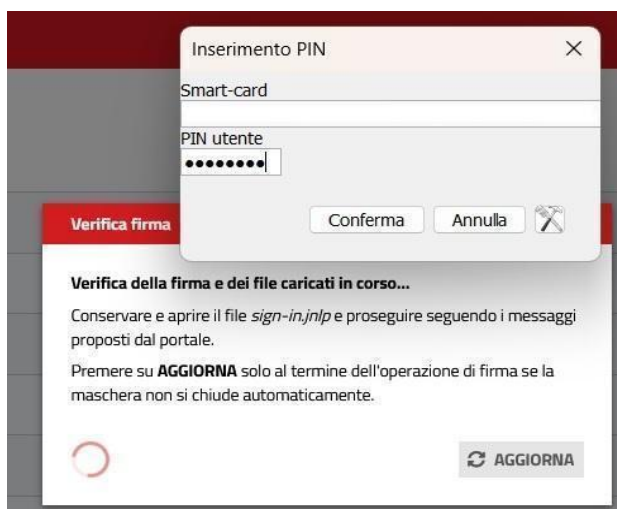 Inserimento PIN
Smart-card
PIN utente
●●●●●●●●
Conferma Annulla
Verifica firma
Verifica della firma e dei file caricati in corso...
Conservare e aprire il file sign-in.jnlp e proseguire seguendo i messaggi
proposti dal portale.
Premere su AGGIORNA solo al termine dell'operazione di firma se la
maschera non si chiude automaticamente.
AGGIORNA